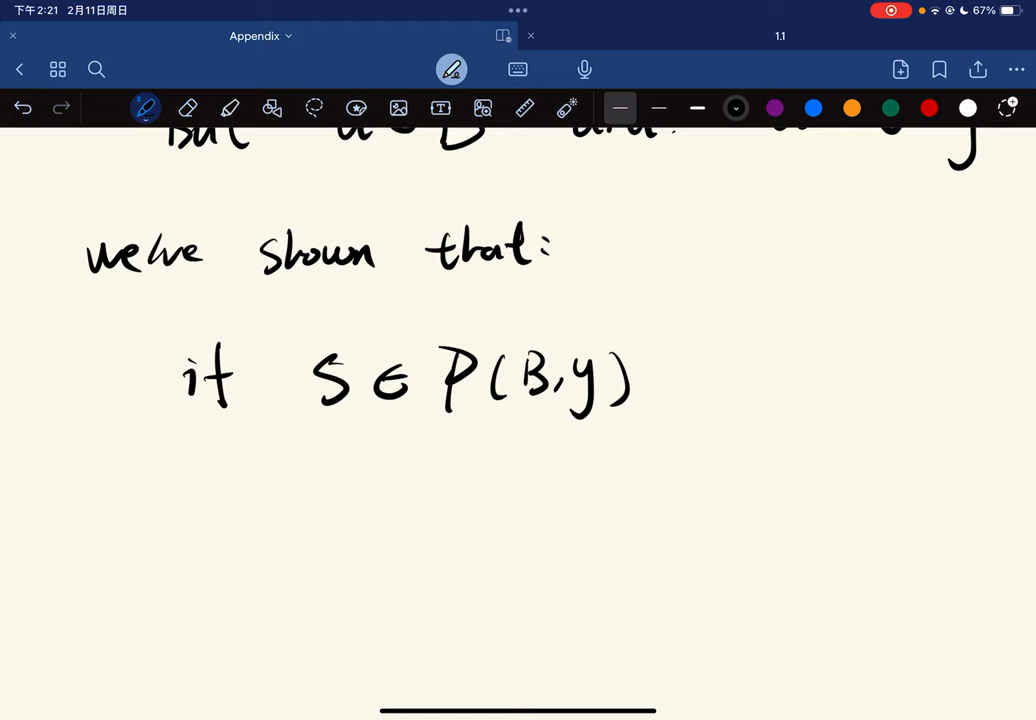 下午2:21 2月11日周日
67%
Appendix
1.1
But
we've shown that:
if S ∈ P(B,y)